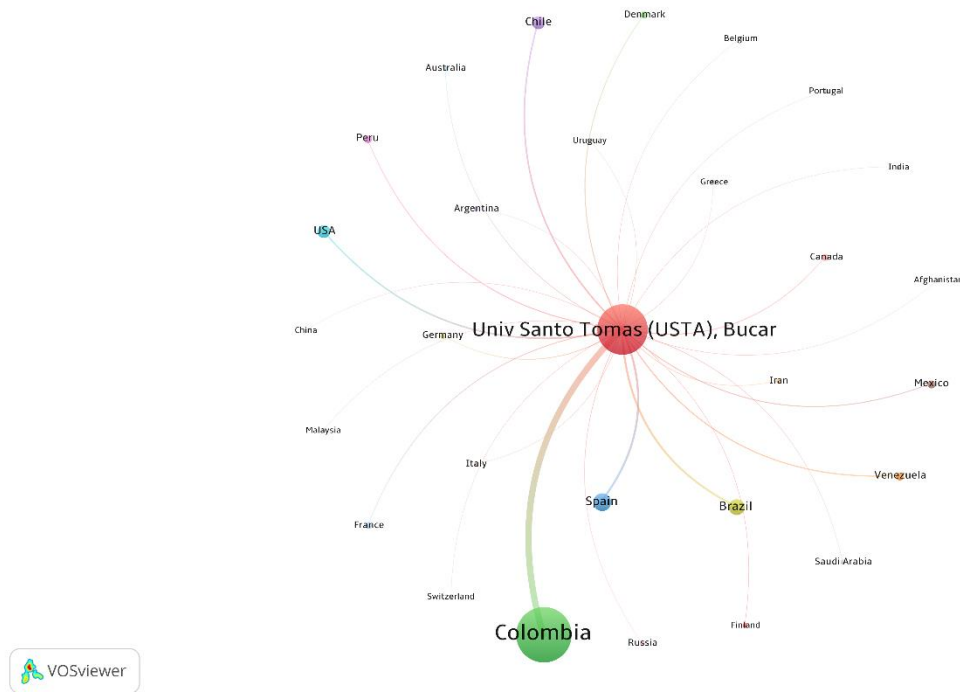 Chile
Denmark
Belgium
Australia
Portugal
Peru
Uruguay
India
Greece
Argentina
USA
Canada
Afghanistan
China
Univ Santo Tomas (USTA), Bucar
Germany
Iran
Mexico
Malaysia
Italy
Venezuela
Spain
Brazil
France
Saudi Arabia
Switzerland
Colombia
Finland
Russia
VOSviewer